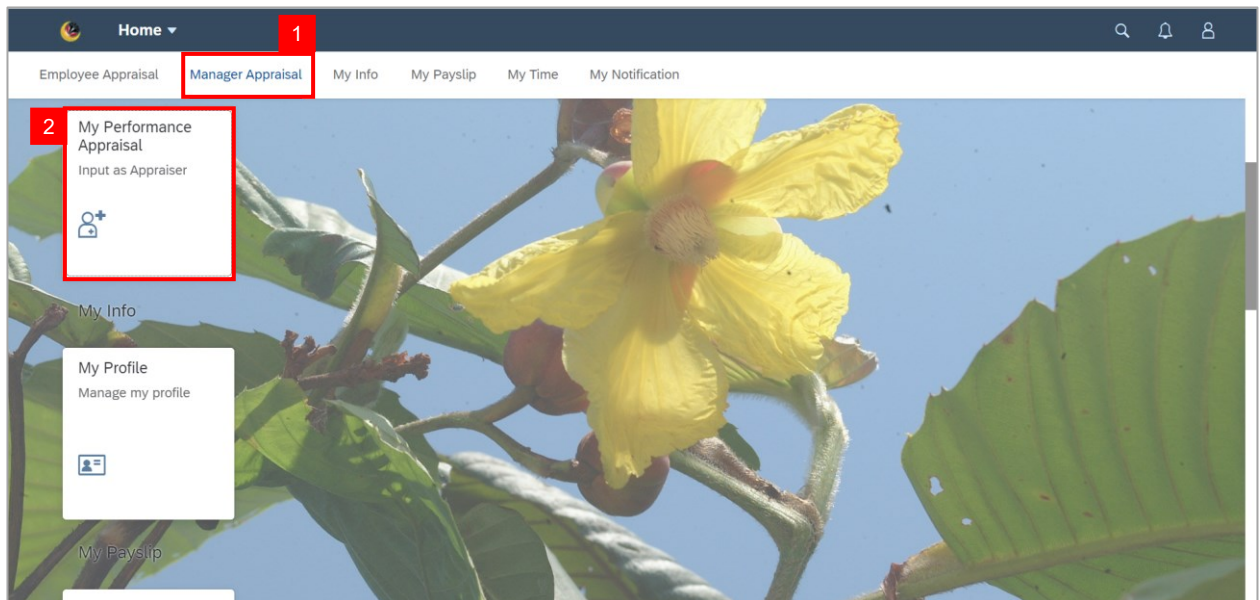 Home
1
Employee Appraisal Manager Appraisal My Info My Payslip My Time My Notification
2
My Performance
Appraisal
Input as Appraiser
My Info
My Profile
Manage my profile
My Payslip